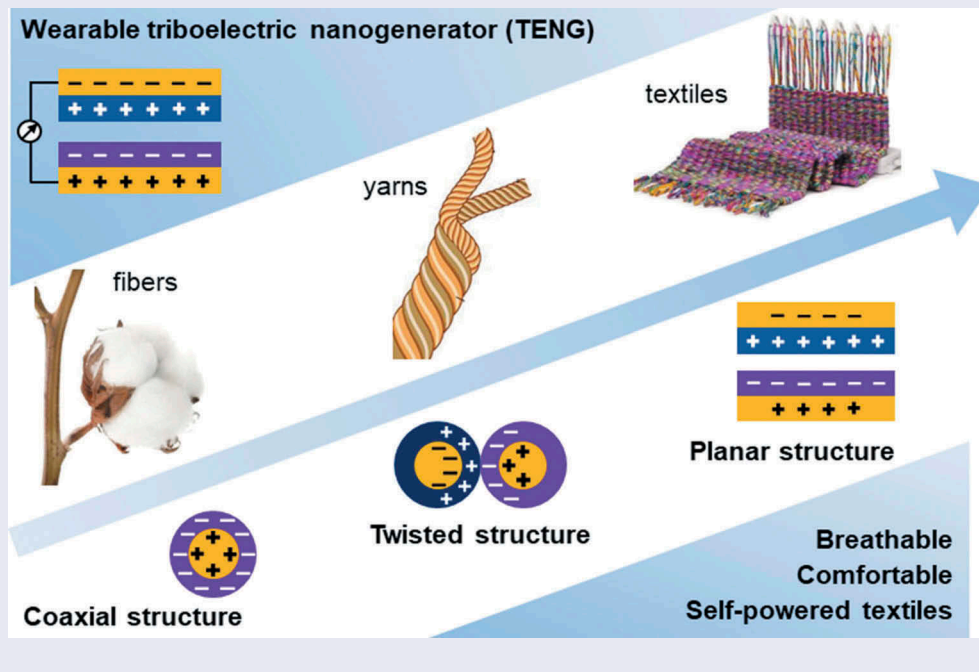 Wearable triboelectric nanogenerator (TENG)
textiles
yarns
fibers
Planar structure
Twisted structure
Coaxial structure
Breathable
Comfortable
Self-powered textiles